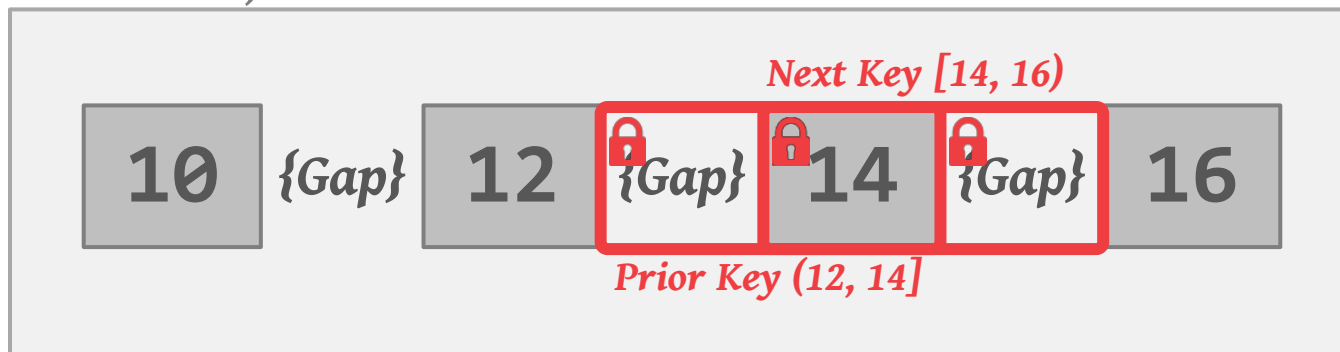 Next Key [14, 16)
10 {Gap} 12 {Gap} 14 {Gap} 16
Prior Key (12, 14]